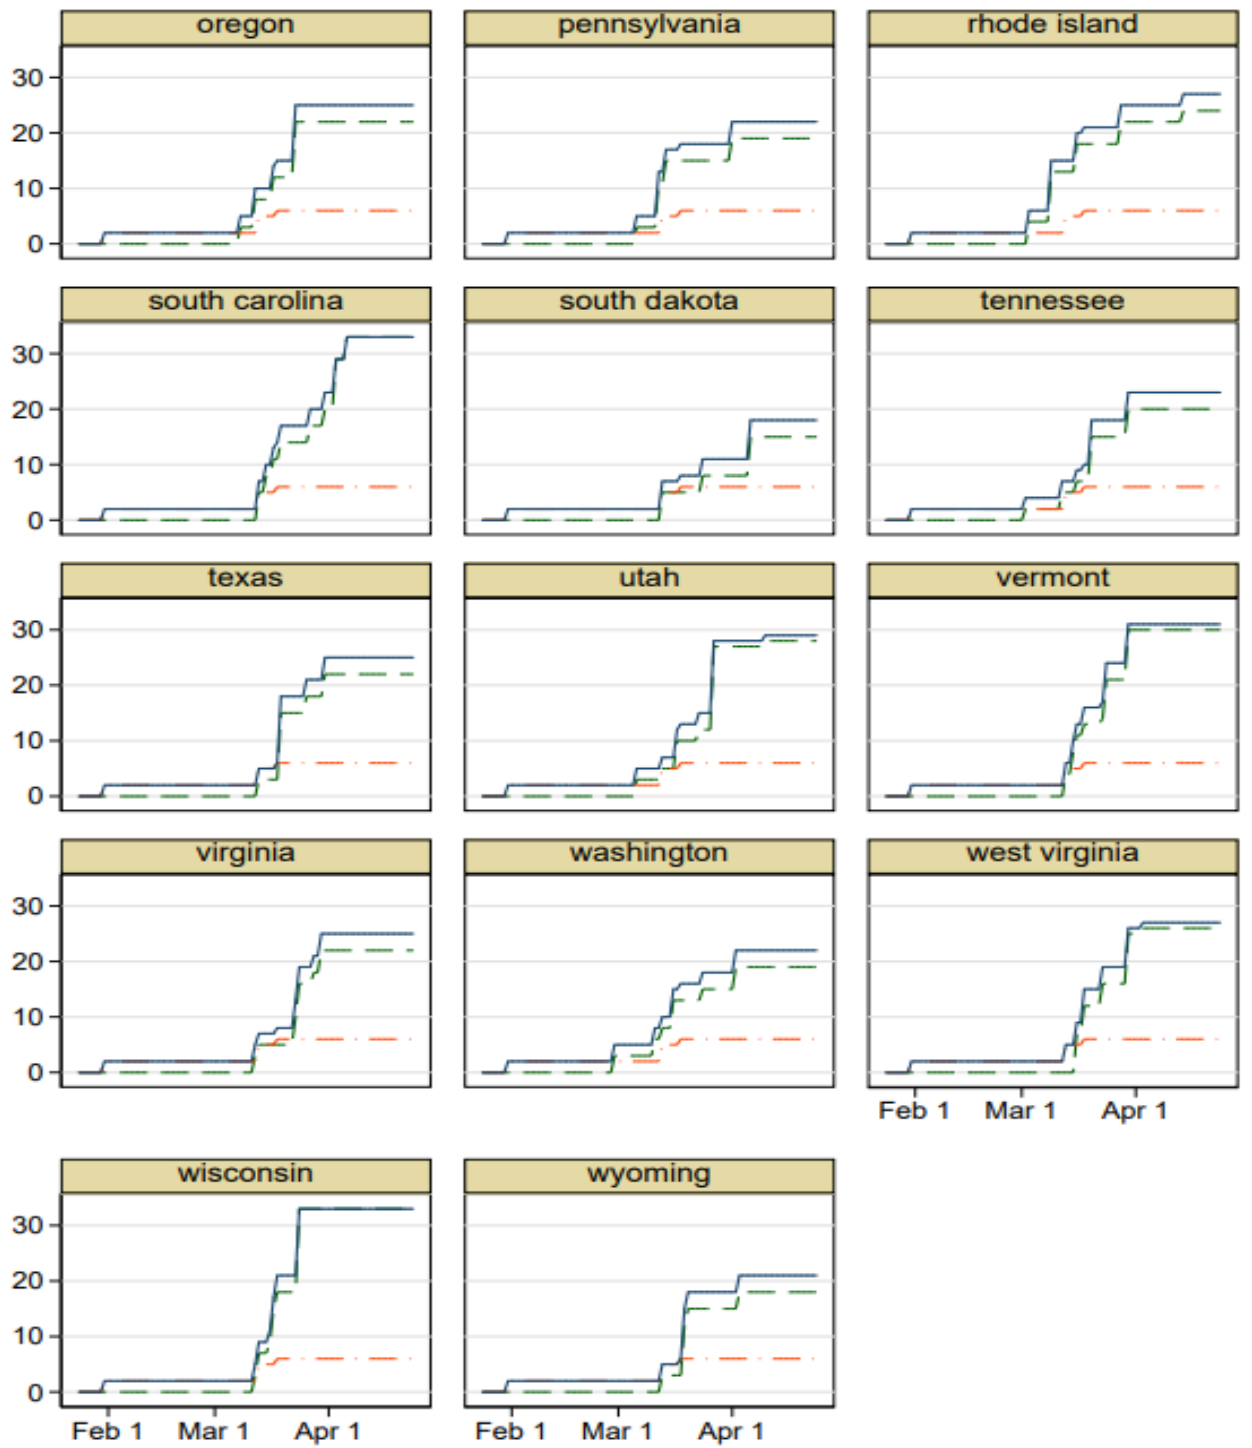 oregon pennsylvania rhode island
30
20
10
0
south carolina south dakota tennessee
30
20
10
0
texas utah vermont
30
20
10
0
virginia washington west virginia
30
20
10
0
Feb 1 Mar 1 Apr 1
wisconsin wyoming
30
20
10
0
Feb 1 Mar 1 Apr 1 Feb 1 Mar 1 Apr 1